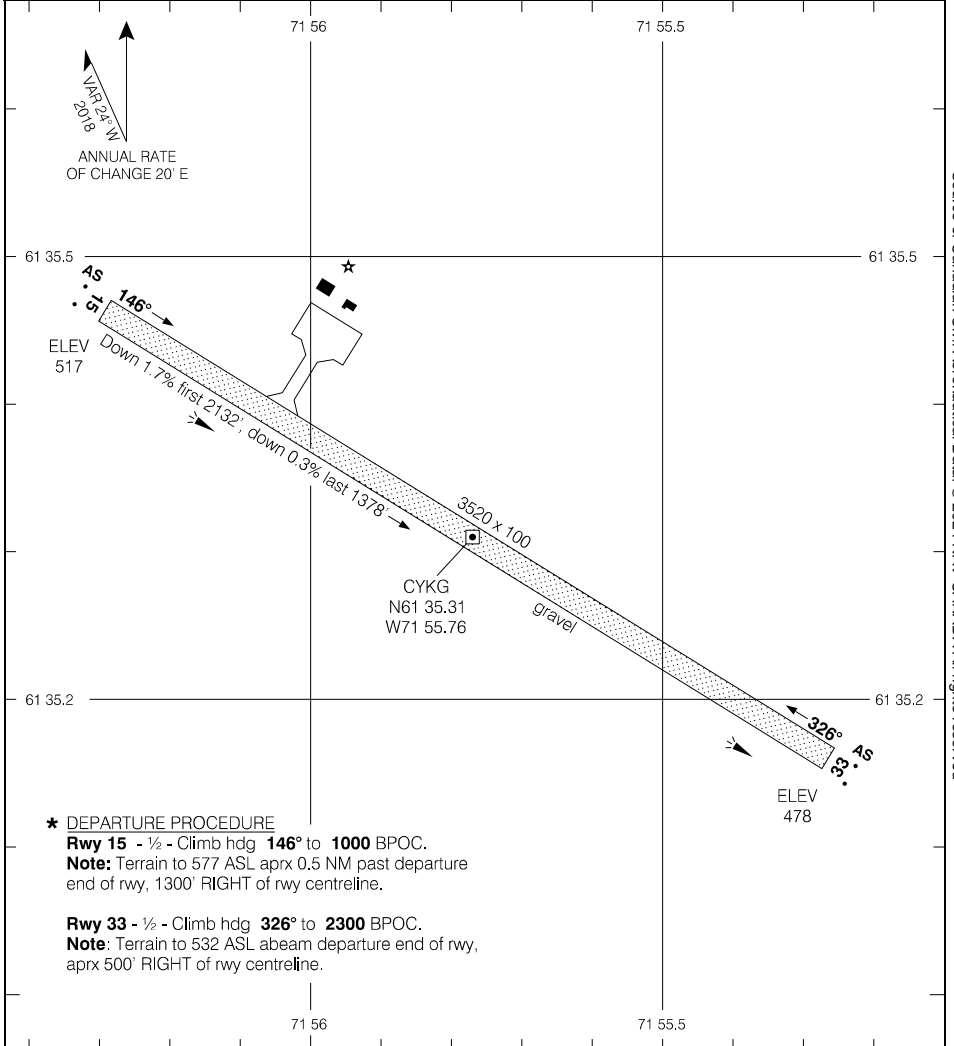 71 56
71 55.5
VAR 24° W
2018
ANNUAL RATE
OF CHANGE 20' E
61 35.5
61 35.5
AS
15
146°
ELEV
517
Down 1.7% first 2132', down 0.3% last 1378'
3520 x 100
gravel
CYKG
N61 35.31
W71 55.76
61 35.2
61 35.2
326°
AS
33
ELEV
478
* DEPARTURE PROCEDURE
Rwy 15 - ½ - Climb hdg 146° to 1000 BPOC.
Note: Terrain to 577 ASL aprx 0.5 NM past departure
end of rwy, 1300' RIGHT of rwy centreline.
Rwy 33 - ½ - Climb hdg 326° to 2300 BPOC.
Note: Terrain to 532 ASL abeam departure end of rwy,
aprx 500' RIGHT of rwy centreline.
71 56
71 55.5